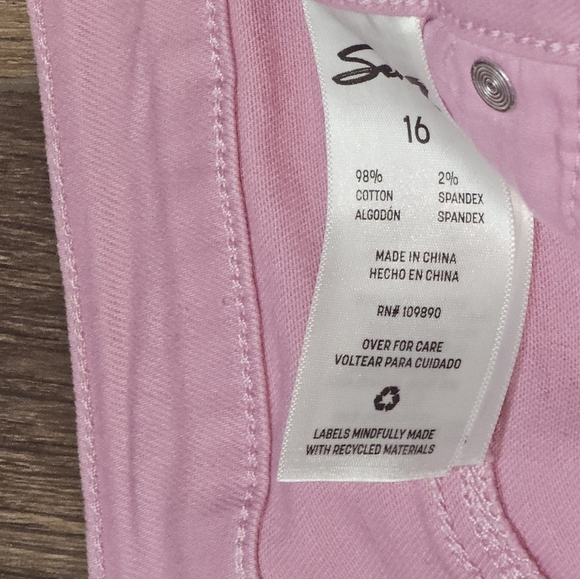 16
98% 2%
COTTON SPANDEX
ALGODÓN SPANDEX
MADE IN CHINA
HECHO EN CHINA
RN# 109890
OVER FOR CARE
VOLTEAR PARA CUIDADO
LABELS MINDFULLY MADE
WITH RECYCLED MATERIALS